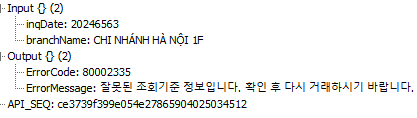 Input {} (2)
inqDate: 20246563
branchName: CHI NHÁNH HÀ NỘI 1F
Output {} (2)
ErrorCode: 80002335
ErrorMessage: 잘못된 조회기준 정보입니다. 확인 후 다시 거래하시기 바랍니다.
API_SEQ: ce3739f399e054e27865904025034512